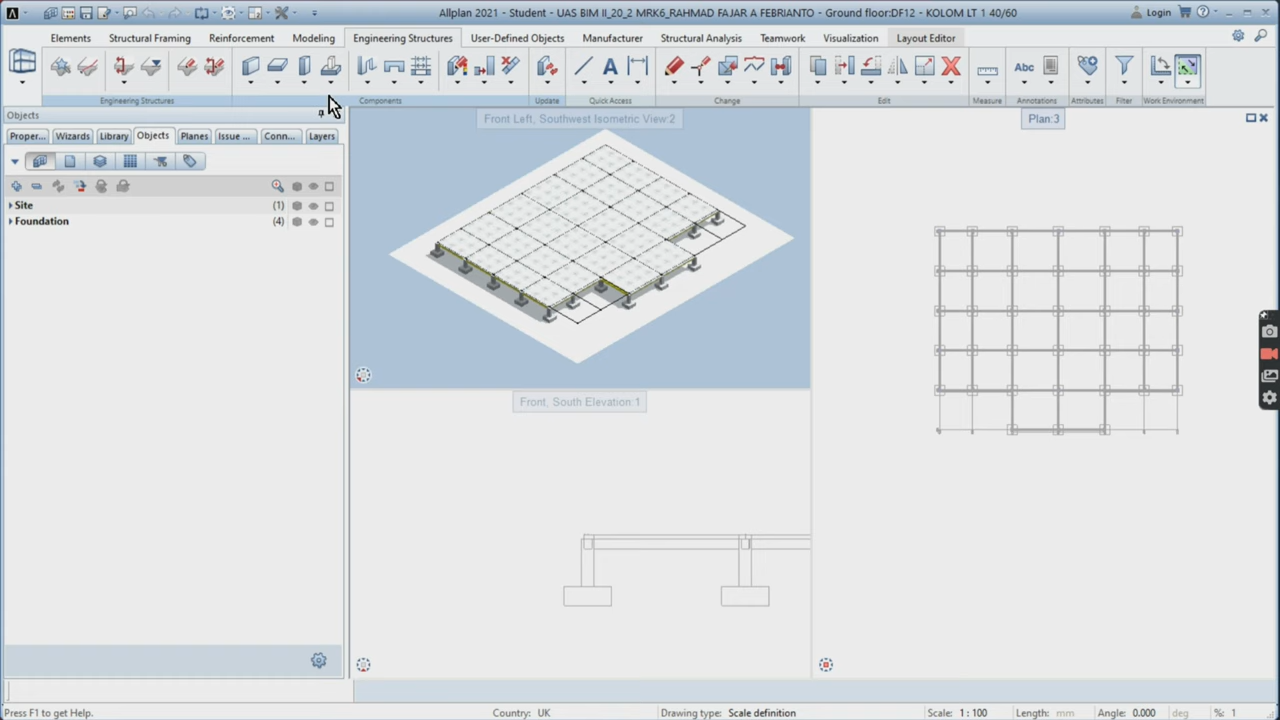 Allplan 2021 - Student - UAS BIM II_20_2 MRK6_RAHMAD FAJAR A FEBRIANTO - Ground floor:DF12 - KOLOM LT 1 40/60
Login
Elements Structural Framing Reinforcement Modeling Engineering Structures User-Defined Objects Manufacturer Structural Analysis Teamwork Visualization Layout Editor
Abc
Engineering Structures Components Update Quick Access Change Edit Measure Annotations Attributes Filter Work Environment
Objects
Proper... Wizards Library Objects Planes Issue ... Conn... Layers
Site (1)
Foundation (4)
Front Left, Southwest Isometric View:2
Plan:3
Front, South Elevation:1
Press F1 to get Help. Country: UK Drawing type: Scale definition Scale: 1 : 100 Length: mm Angle: 0.000 deg %: 1